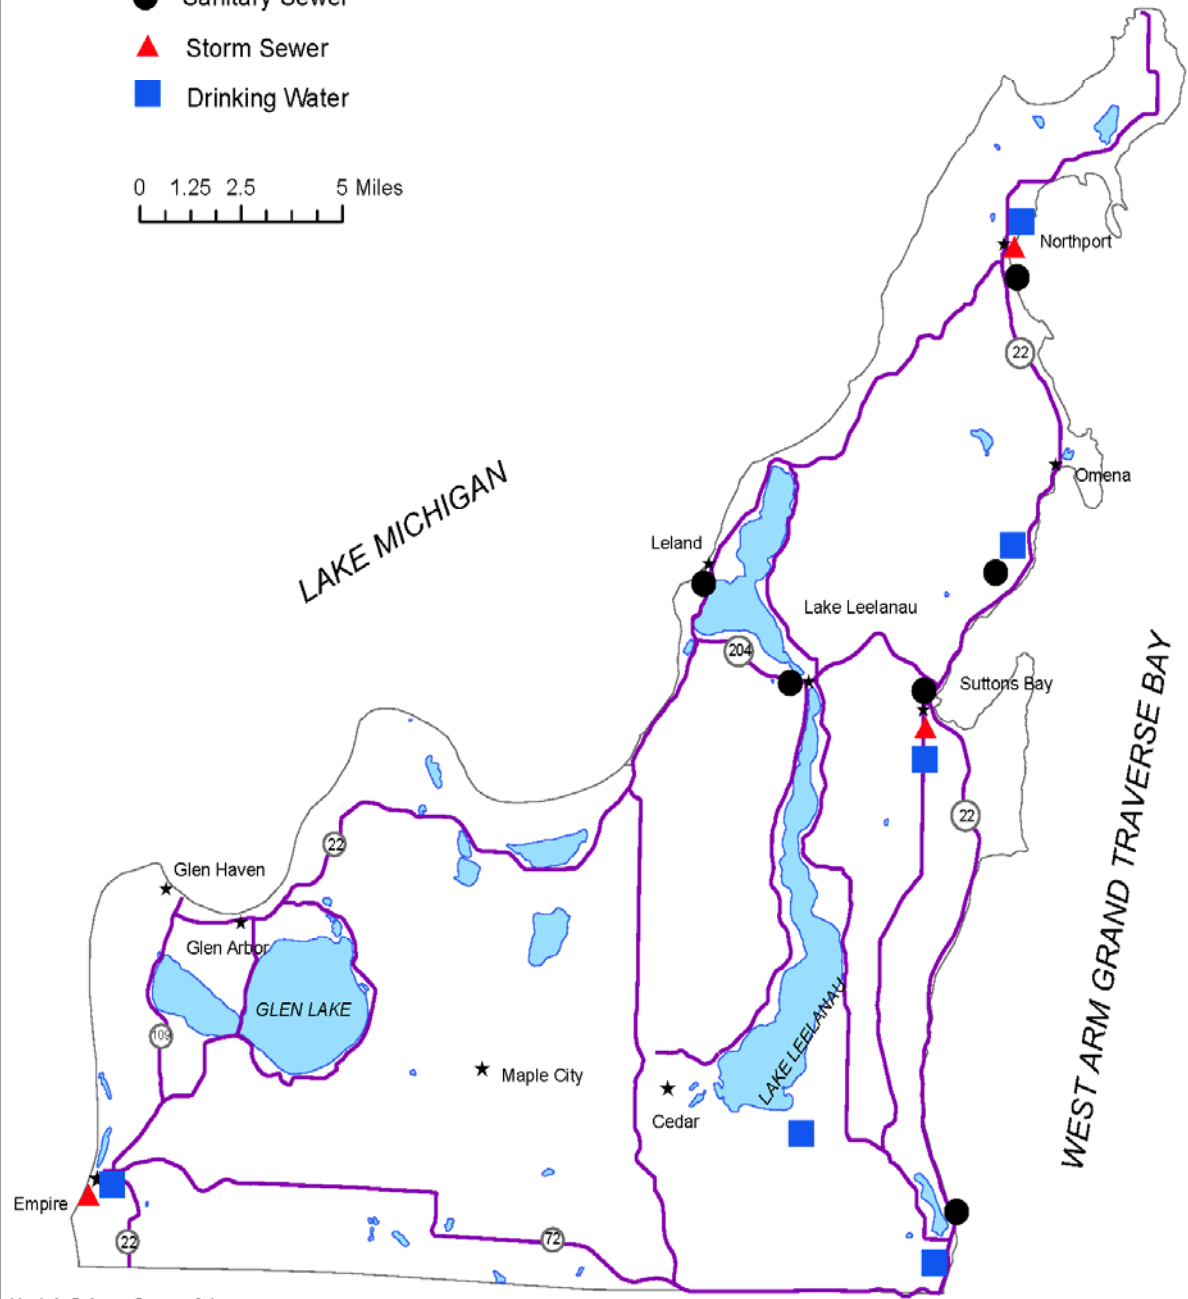 Sanitary Sewer
Storm Sewer
Drinking Water
0 1.25 2.5 5 Miles
Northport
22
Omena
LAKE MICHIGAN
Leland
Lake Leelanau
204
Suttons Bay
22
22
Glen Haven
Glen Arbor
GLEN LAKE
109
LAKE LEELANAU
WEST ARM GRAND TRAVERSE BAY
Maple City
Cedar
Empire
22
72